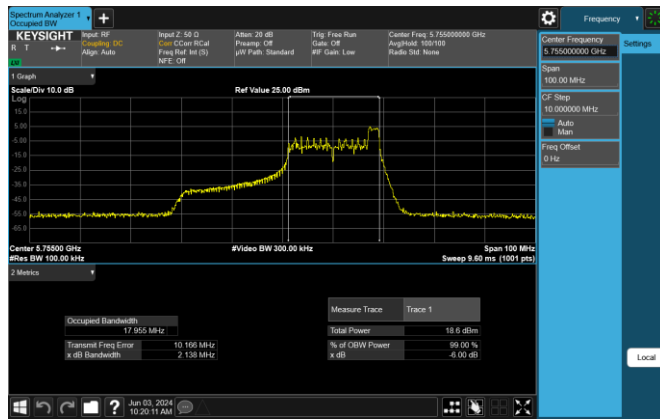 Spectrum Analyzer 1
Occupied BW
Frequency
KEYSIGHT
R T
Input: RF
Coupling: DC
Align: Auto
Input Z: 50 Ω
Corr CCorr RCal
Freq Ref: Int (S)
NFE: Off
Atten: 20 dB
Preamp: Off
µW Path: Standard
Trig: Free Run
Gate: Off
#IF Gain: Low
Center Freq: 5.755000000 GHz
Avg|Hold: 100/100
Radio Std: None
Center Frequency
5.755000000 GHz
Settings
Span
100.00 MHz
CF Step
10.000000 MHz
Auto
Man
Freq Offset
0 Hz
1 Graph
Scale/Div 10.0 dB
Ref Value 25.00 dBm
Log
15.0
5.00
-5.00
-15.0
-25.0
-35.0
-45.0
-55.0
-65.0
Center 5.75500 GHz
#Video BW 300.00 kHz
Span 100 MHz
#Res BW 100.00 kHz
Sweep 9.60 ms (1001 pts)
2 Metrics
Measure Trace
Trace 1
Occupied Bandwidth
17.955 MHz
Total Power
18.6 dBm
Transmit Freq Error
10.166 MHz
% of OBW Power
99.00 %
x dB Bandwidth
2.138 MHz
x dB
-6.00 dB
Local
?
Jun 03, 2024
10:20:11 AM